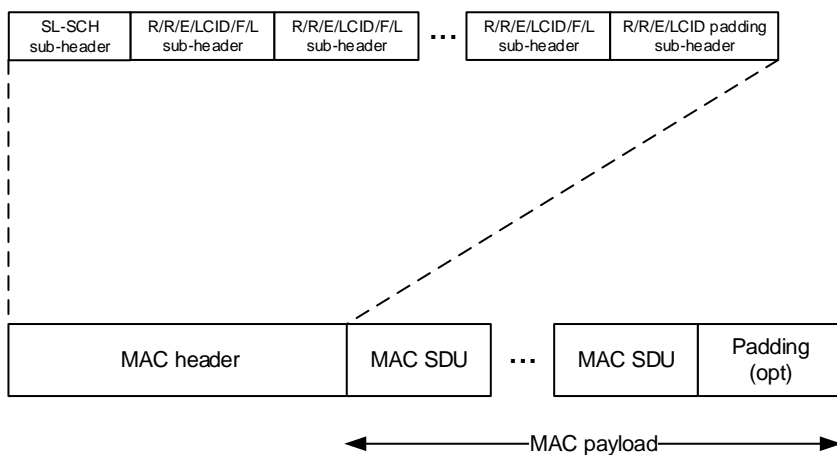 SL-SCH
sub-header
R/R/E/LCID/F/L
sub-header
R/R/E/LCID/F/L
sub-header
...
R/R/E/LCID/F/L
sub-header
R/R/E/LCID padding
sub-header
MAC header
MAC SDU
...
MAC SDU
Padding
(opt)
MAC payload